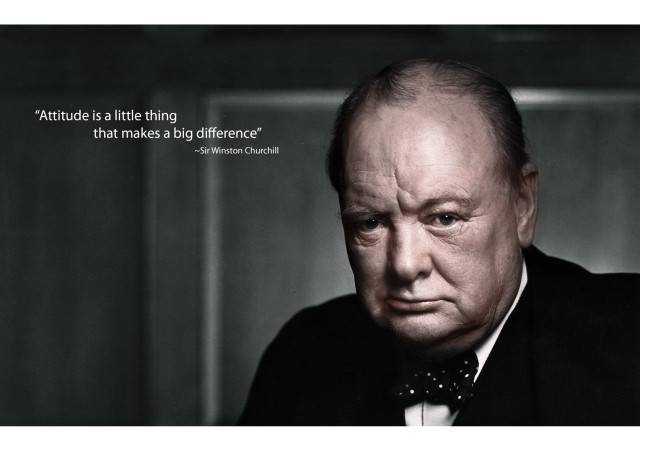 “Attitude is a little thing
that makes a big difference”
~Sir Winston Churchill